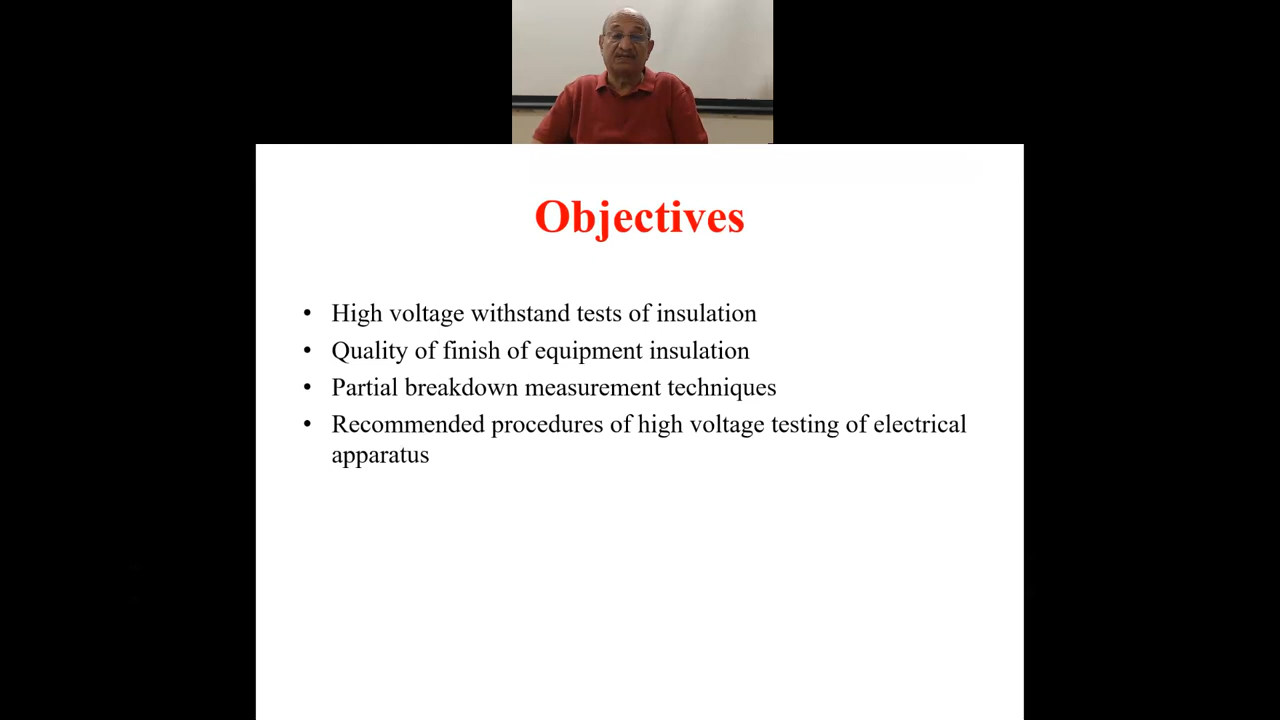 Objectives
• High voltage withstand tests of insulation
• Quality of finish of equipment insulation
• Partial breakdown measurement techniques
• Recommended procedures of high voltage testing of electrical
apparatus